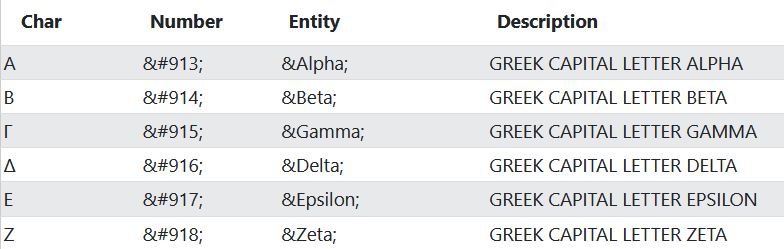 Char Number Entity Description
Α &#913; &Alpha; GREEK CAPITAL LETTER ALPHA
Β &#914; &Beta; GREEK CAPITAL LETTER BETA
Γ &#915; &Gamma; GREEK CAPITAL LETTER GAMMA
Δ &#916; &Delta; GREEK CAPITAL LETTER DELTA
Ε &#917; &Epsilon; GREEK CAPITAL LETTER EPSILON
Ζ &#918; &Zeta; GREEK CAPITAL LETTER ZETA